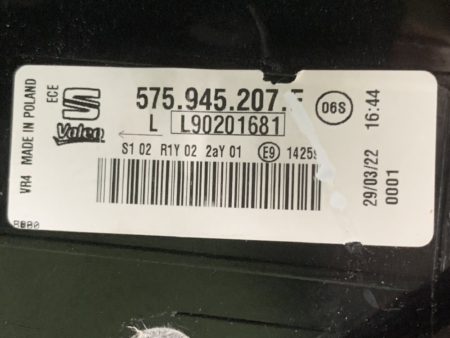 575.945.207.
06S
L
L90201681
S1 02 R1Y 02 2aY 01
E9
Valeo
ECE
MADE IN POLAND
VR4
16:44
29/03/22
0001